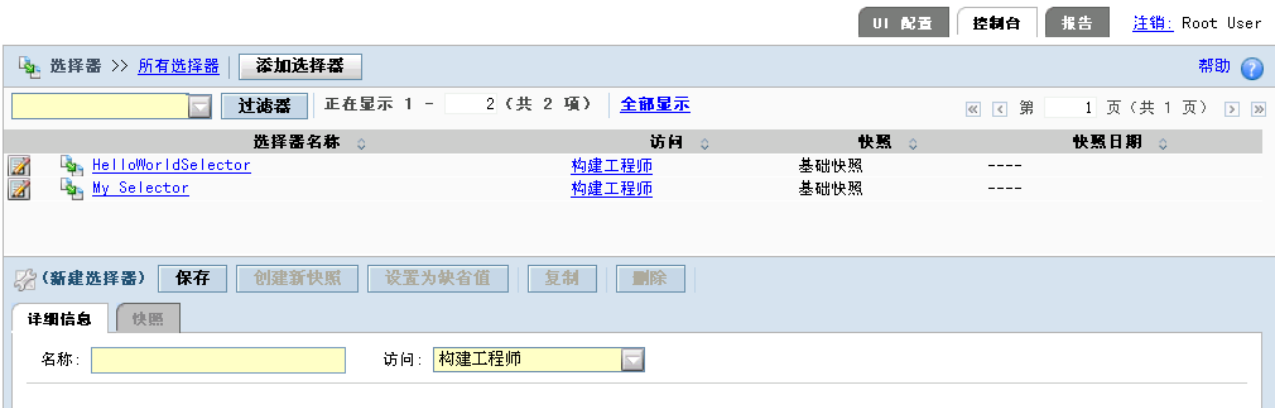 UI 配置 控制台 报告 注销: Root User
选择器 >> 所有选择器 添加选择器 帮助 ?
过滤器 正在显示 1 - 2 (共 2 项) 全部显示 第 1 页 (共 1 页)
选择器名称 访问 快照 快照日期
HelloWorldSelector 构建工程师 基础快照 ----
My Selector 构建工程师 基础快照 ----
(新建选择器) 保存 创建新快照 设置为缺省值 复制 删除
详细信息 快照
名称: 访问: 构建工程师